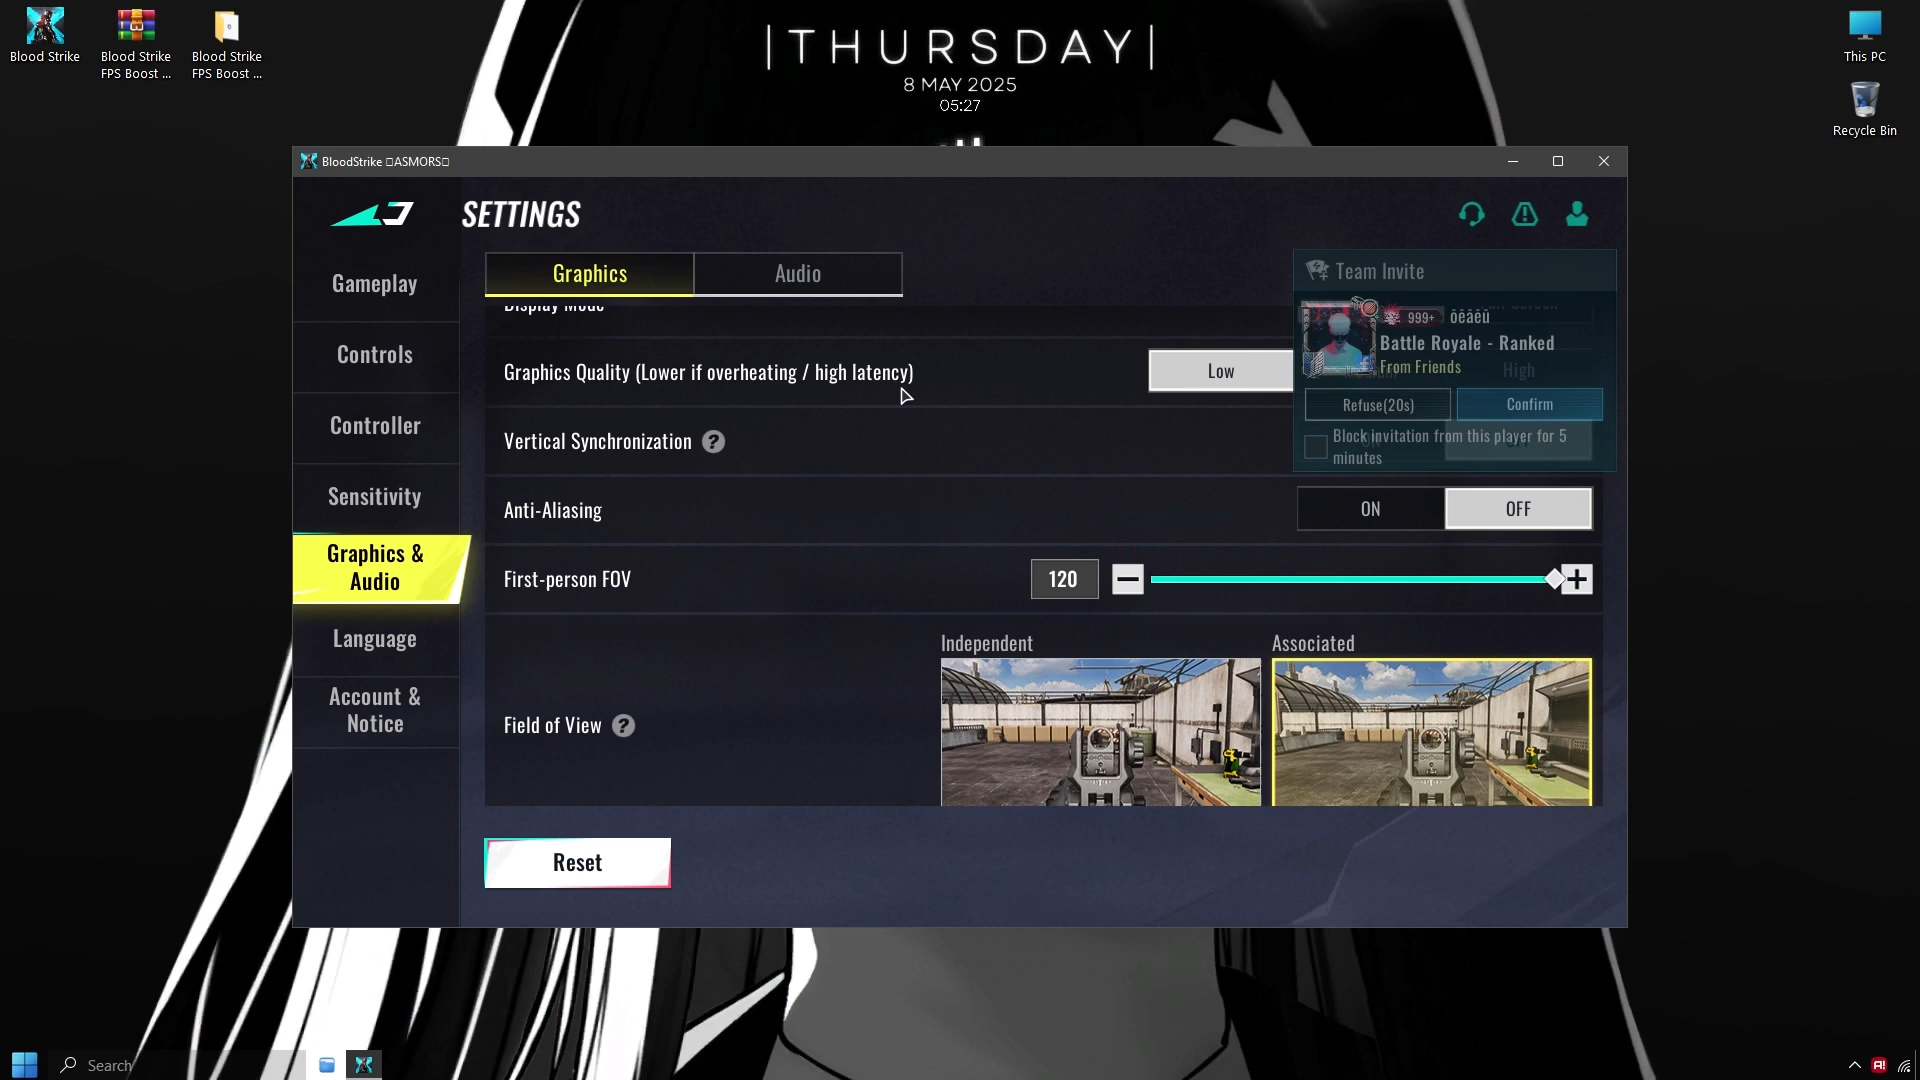 Blood Strike
Blood Strike
FPS Boost ...
Blood Strike
FPS Boost ...
|THURSDAY|
8 MAY 2025
05:27
This PC
Recycle Bin
BloodStrike □ASMORS□
SETTINGS
Gameplay
Controls
Controller
Sensitivity
Graphics &
Audio
Language
Account &
Notice
Graphics
Audio
Display Mode
Graphics Quality (Lower if overheating / high latency)
Low
High
Vertical Synchronization ?
Anti-Aliasing
ON
OFF
First-person FOV
120
Field of View ?
Independent
Associated
Team Invite
999+
öêâêü
Battle Royale - Ranked
From Friends
Refuse(20s)
Confirm
Block invitation from this player for 5
minutes
Reset
Search